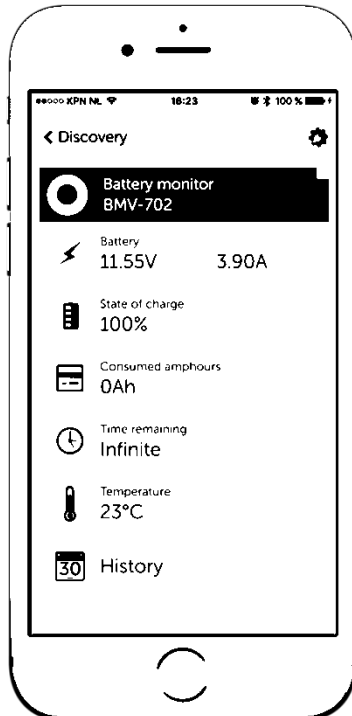 KPN NL 16:23 100 %
< Discovery
Battery monitor
BMV-702
Battery
11.55V 3.90A
State of charge
100%
Consumed amphours
0Ah
Time remaining
Infinite
Temperature
23°C
30 History